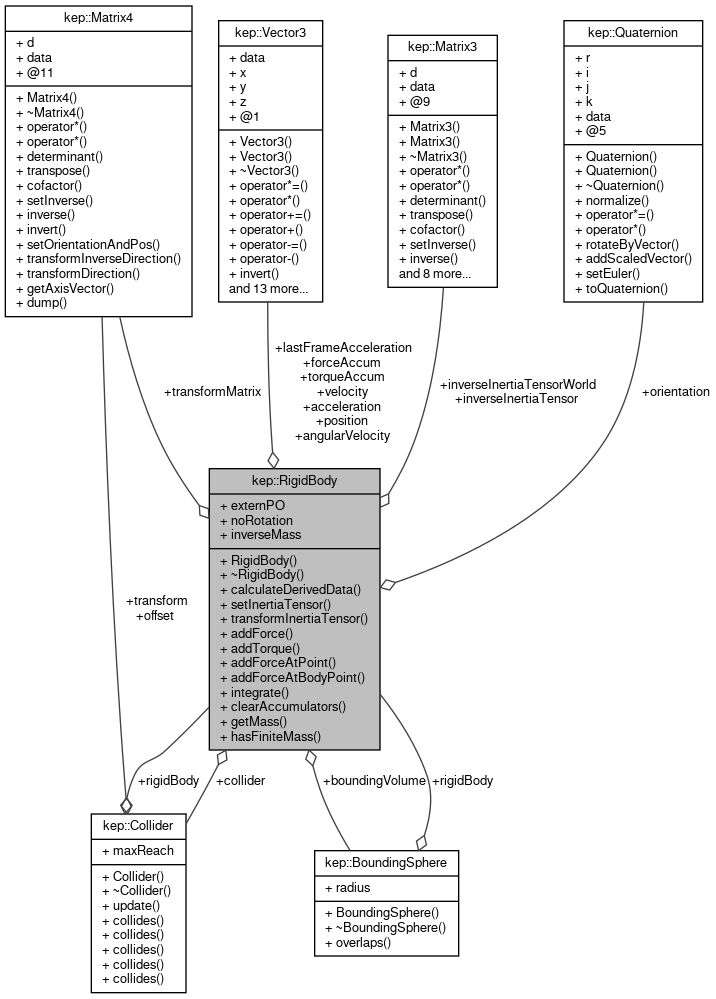 kep::Matrix4
+ d
+ data
+ @11
+ Matrix4()
+ ~Matrix4()
+ operator*()
+ operator*()
+ determinant()
+ transpose()
+ cofactor()
+ setInverse()
+ inverse()
+ invert()
+ setOrientationAndPos()
+ transformInverseDirection()
+ transformDirection()
+ getAxisVector()
+ dump()
kep::Vector3
+ data
+ x
+ y
+ z
+ @1
+ Vector3()
+ Vector3()
+ ~Vector3()
+ operator*=()
+ operator*()
+ operator+=()
+ operator+()
+ operator-=()
+ operator-()
+ invert()
and 13 more...
kep::Matrix3
+ d
+ data
+ @9
+ Matrix3()
+ Matrix3()
+ ~Matrix3()
+ operator*()
+ operator*()
+ determinant()
+ transpose()
+ cofactor()
+ setInverse()
+ inverse()
and 8 more...
kep::Quaternion
+ r
+ i
+ j
+ k
+ data
+ @5
+ Quaternion()
+ Quaternion()
+ ~Quaternion()
+ normalize()
+ operator*=()
+ operator*()
+ rotateByVector()
+ addScaledVector()
+ setEuler()
+ toQuaternion()
+transformMatrix
+lastFrameAcceleration
+forceAccum
+torqueAccum
+velocity
+acceleration
+position
+angularVelocity
+inverseInertiaTensorWorld
+inverseInertiaTensor
+orientation
kep::RigidBody
+ externPO
+ noRotation
+ inverseMass
+ RigidBody()
+ ~RigidBody()
+ calculateDerivedData()
+ setInertiaTensor()
+ transformInertiaTensor()
+ addForce()
+ addTorque()
+ addForceAtPoint()
+ addForceAtBodyPoint()
+ integrate()
+ clearAccumulators()
+ getMass()
+ hasFiniteMass()
+transform
+offset
+rigidBody
+collider
+boundingVolume
+rigidBody
kep::Collider
+ maxReach
+ Collider()
+ ~Collider()
+ update()
+ collides()
+ collides()
+ collides()
+ collides()
+ collides()
kep::BoundingSphere
+ radius
+ BoundingSphere()
+ ~BoundingSphere()
+ overlaps()